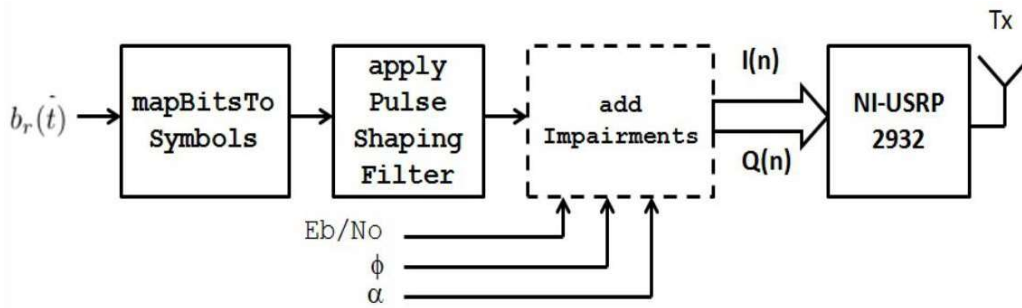 b_r(t)
mapBitsTo
Symbols
apply
Pulse
Shaping
Filter
add
Impairments
I(n)
Q(n)
NI-USRP
2932
Tx
Eb/No
ϕ
α